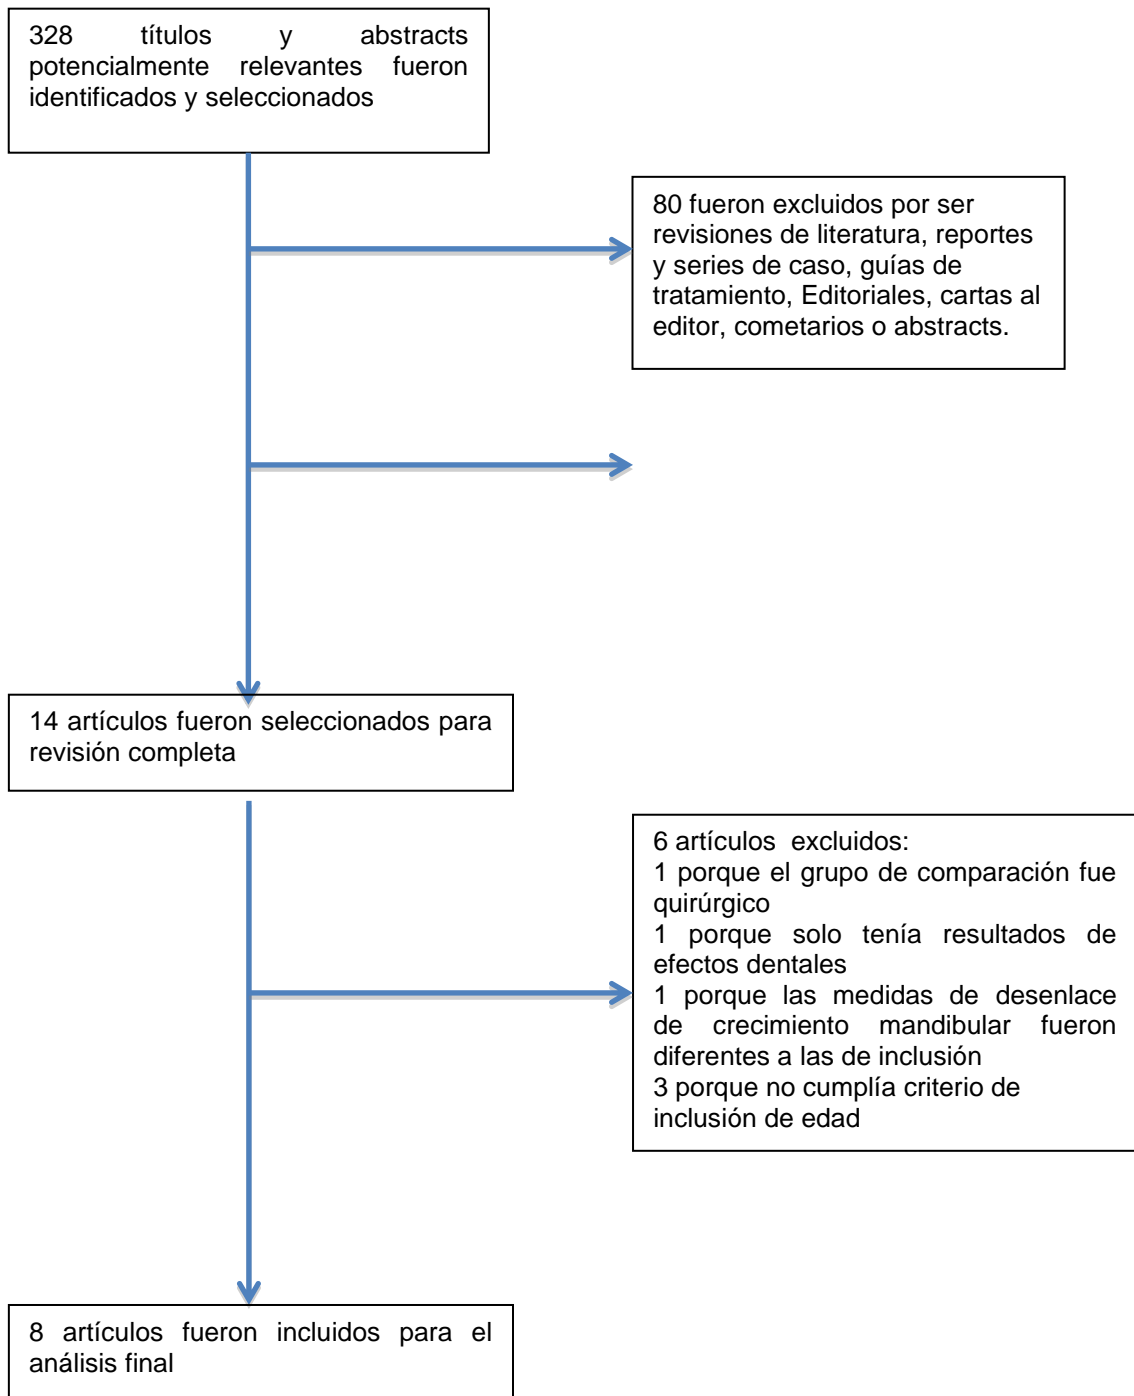 328 títulos y abstracts
potencialmente relevantes fueron
identificados y seleccionados
80 fueron excluidos por ser
revisiones de literatura, reportes
y series de caso, guías de
tratamiento, Editoriales, cartas al
editor, cometarios o abstracts.
14 artículos fueron seleccionados para
revisión completa
6 artículos excluidos:
1 porque el grupo de comparación fue
quirúrgico
1 porque solo tenía resultados de
efectos dentales
1 porque las medidas de desenlace
de crecimiento mandibular fueron
diferentes a las de inclusión
3 porque no cumplía criterio de
inclusión de edad
8 artículos fueron incluidos para el
análisis final